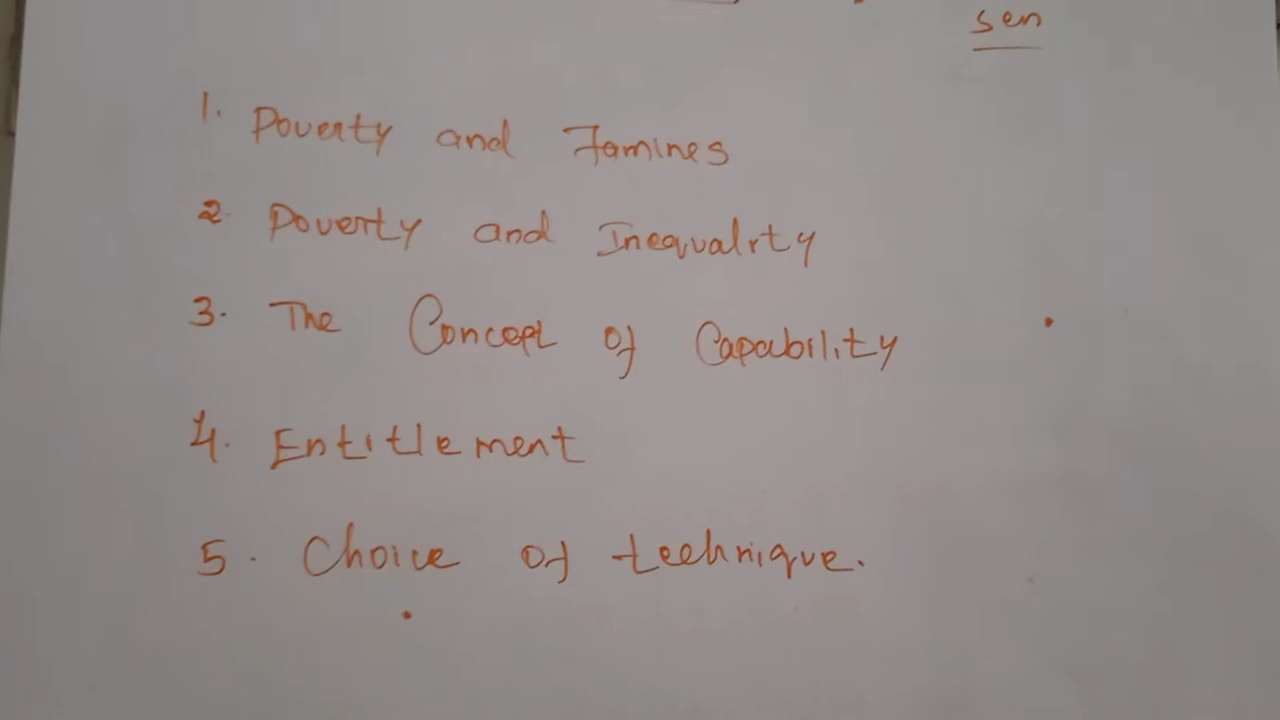 sen
1. Poverty and Famines
2. Poverty and Inequality
3. The Concept of Capability
4. Entitlement
5. Choice of technique.